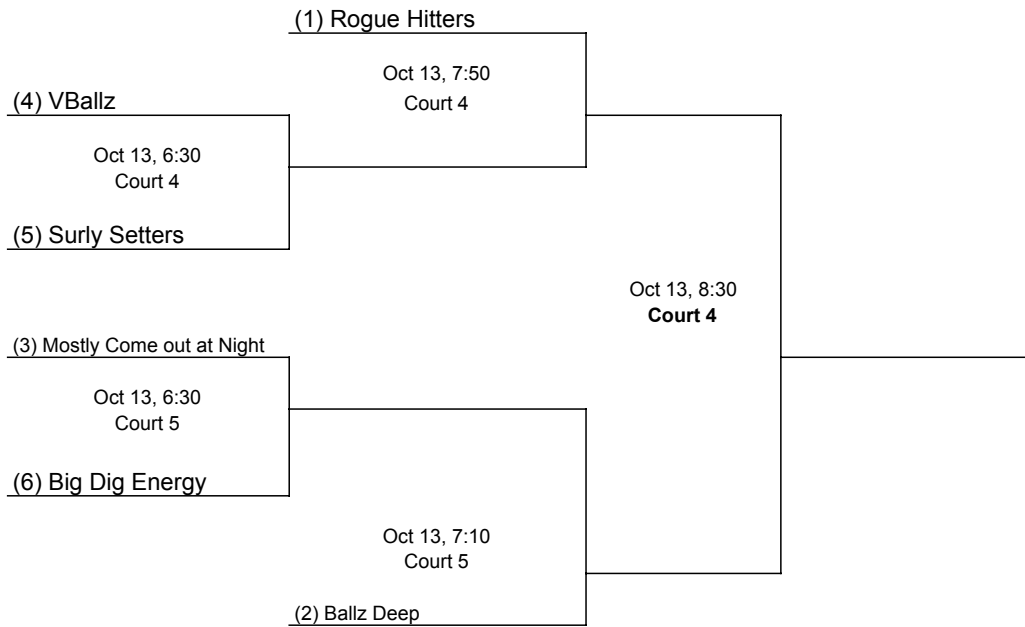 (1) Rogue Hitters
Oct 13, 7:50
Court 4
(4) VBallz
Oct 13, 6:30
Court 4
(5) Surly Setters
Oct 13, 8:30
Court 4
(3) Mostly Come out at Night
Oct 13, 6:30
Court 5
(6) Big Dig Energy
Oct 13, 7:10
Court 5
(2) Ballz Deep